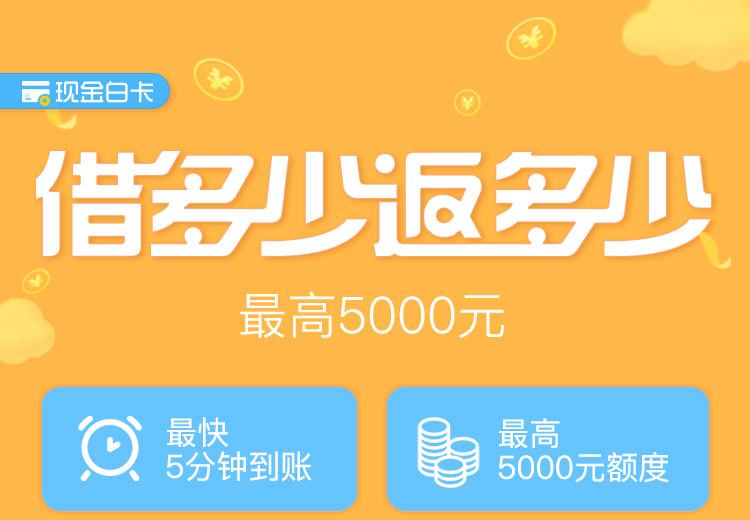 现金白卡
借多少返多少
最高5000元
最快
5分钟到账
最高
5000元额度